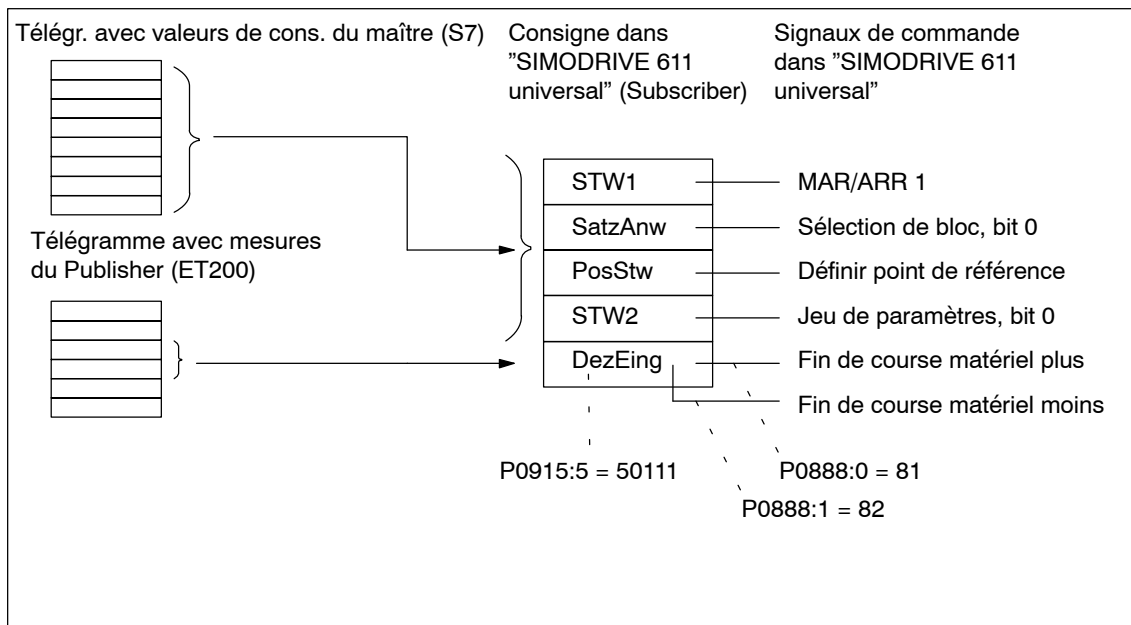 Télégr. avec valeurs de cons. du maître (S7)
Consigne dans
”SIMODRIVE 611
universal” (Subscriber)
Signaux de commande
dans ”SIMODRIVE 611
universal”
STW1
MAR/ARR 1
SatzAnw
Sélection de bloc, bit 0
Télégramme avec mesures
du Publisher (ET200)
PosStw
Définir point de référence
STW2
Jeu de paramètres, bit 0
DezEing
Fin de course matériel plus
Fin de course matériel moins
P0915:5 = 50111
P0888:0 = 81
P0888:1 = 82